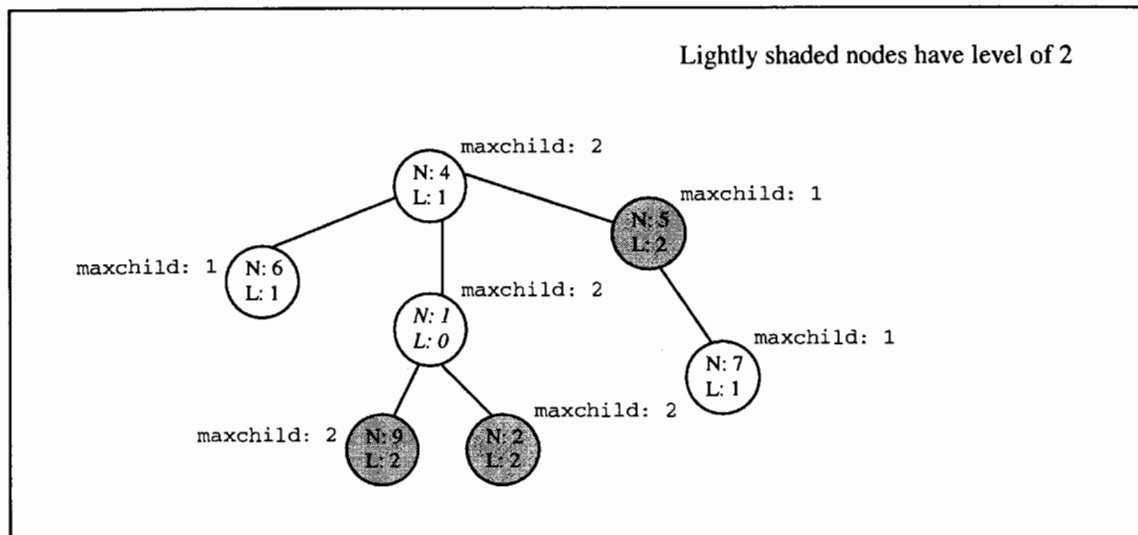 Lightly shaded nodes have level of 2
maxchild: 2
N: 4
L: 1
maxchild: 1
N: 5
L: 2
maxchild: 1
N: 6
L: 1
maxchild: 2
N: 1
L: 0
maxchild: 1
N: 7
L: 1
maxchild: 2
N: 9
L: 2
maxchild: 2
N: 2
L: 2